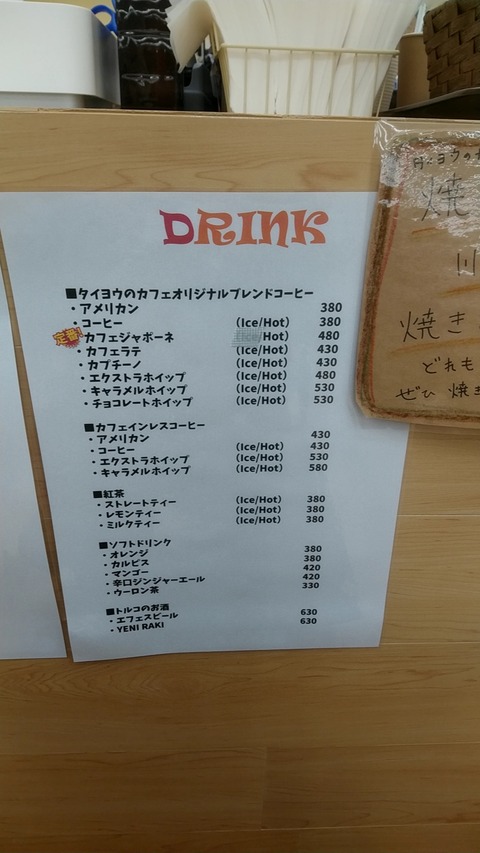 DRINK
■タイヨウのカフェオリジナルブレンドコーヒー
・アメリカン 380
・コーヒー (Ice/Hot) 380
定番! カフェジャポーネ 480
・カフェラテ (Ice/Hot) 430
・カプチーノ (Ice/Hot) 430
・エクストラホイップ (Ice/Hot) 480
・キャラメルホイップ (Ice/Hot) 530
・チョコレートホイップ (Ice/Hot) 530
■カフェインレスコーヒー
・アメリカン 430
・コーヒー (Ice/Hot) 430
・エクストラホイップ (Ice/Hot) 530
・キャラメルホイップ (Ice/Hot) 580
■紅茶
・ストレートティー (Ice/Hot) 380
・レモンティー (Ice/Hot) 380
・ミルクティー (Ice/Hot) 380
■ソフトドリンク
・オレンジ 380
・カルピス 380
・マンゴー 420
・辛口ジンジャーエール 420
・ウーロン茶 330
■トルコのお酒
・エフェスビール 630
・YENI RAKI 630
焼
焼き
どれも
ぜひ 焼き